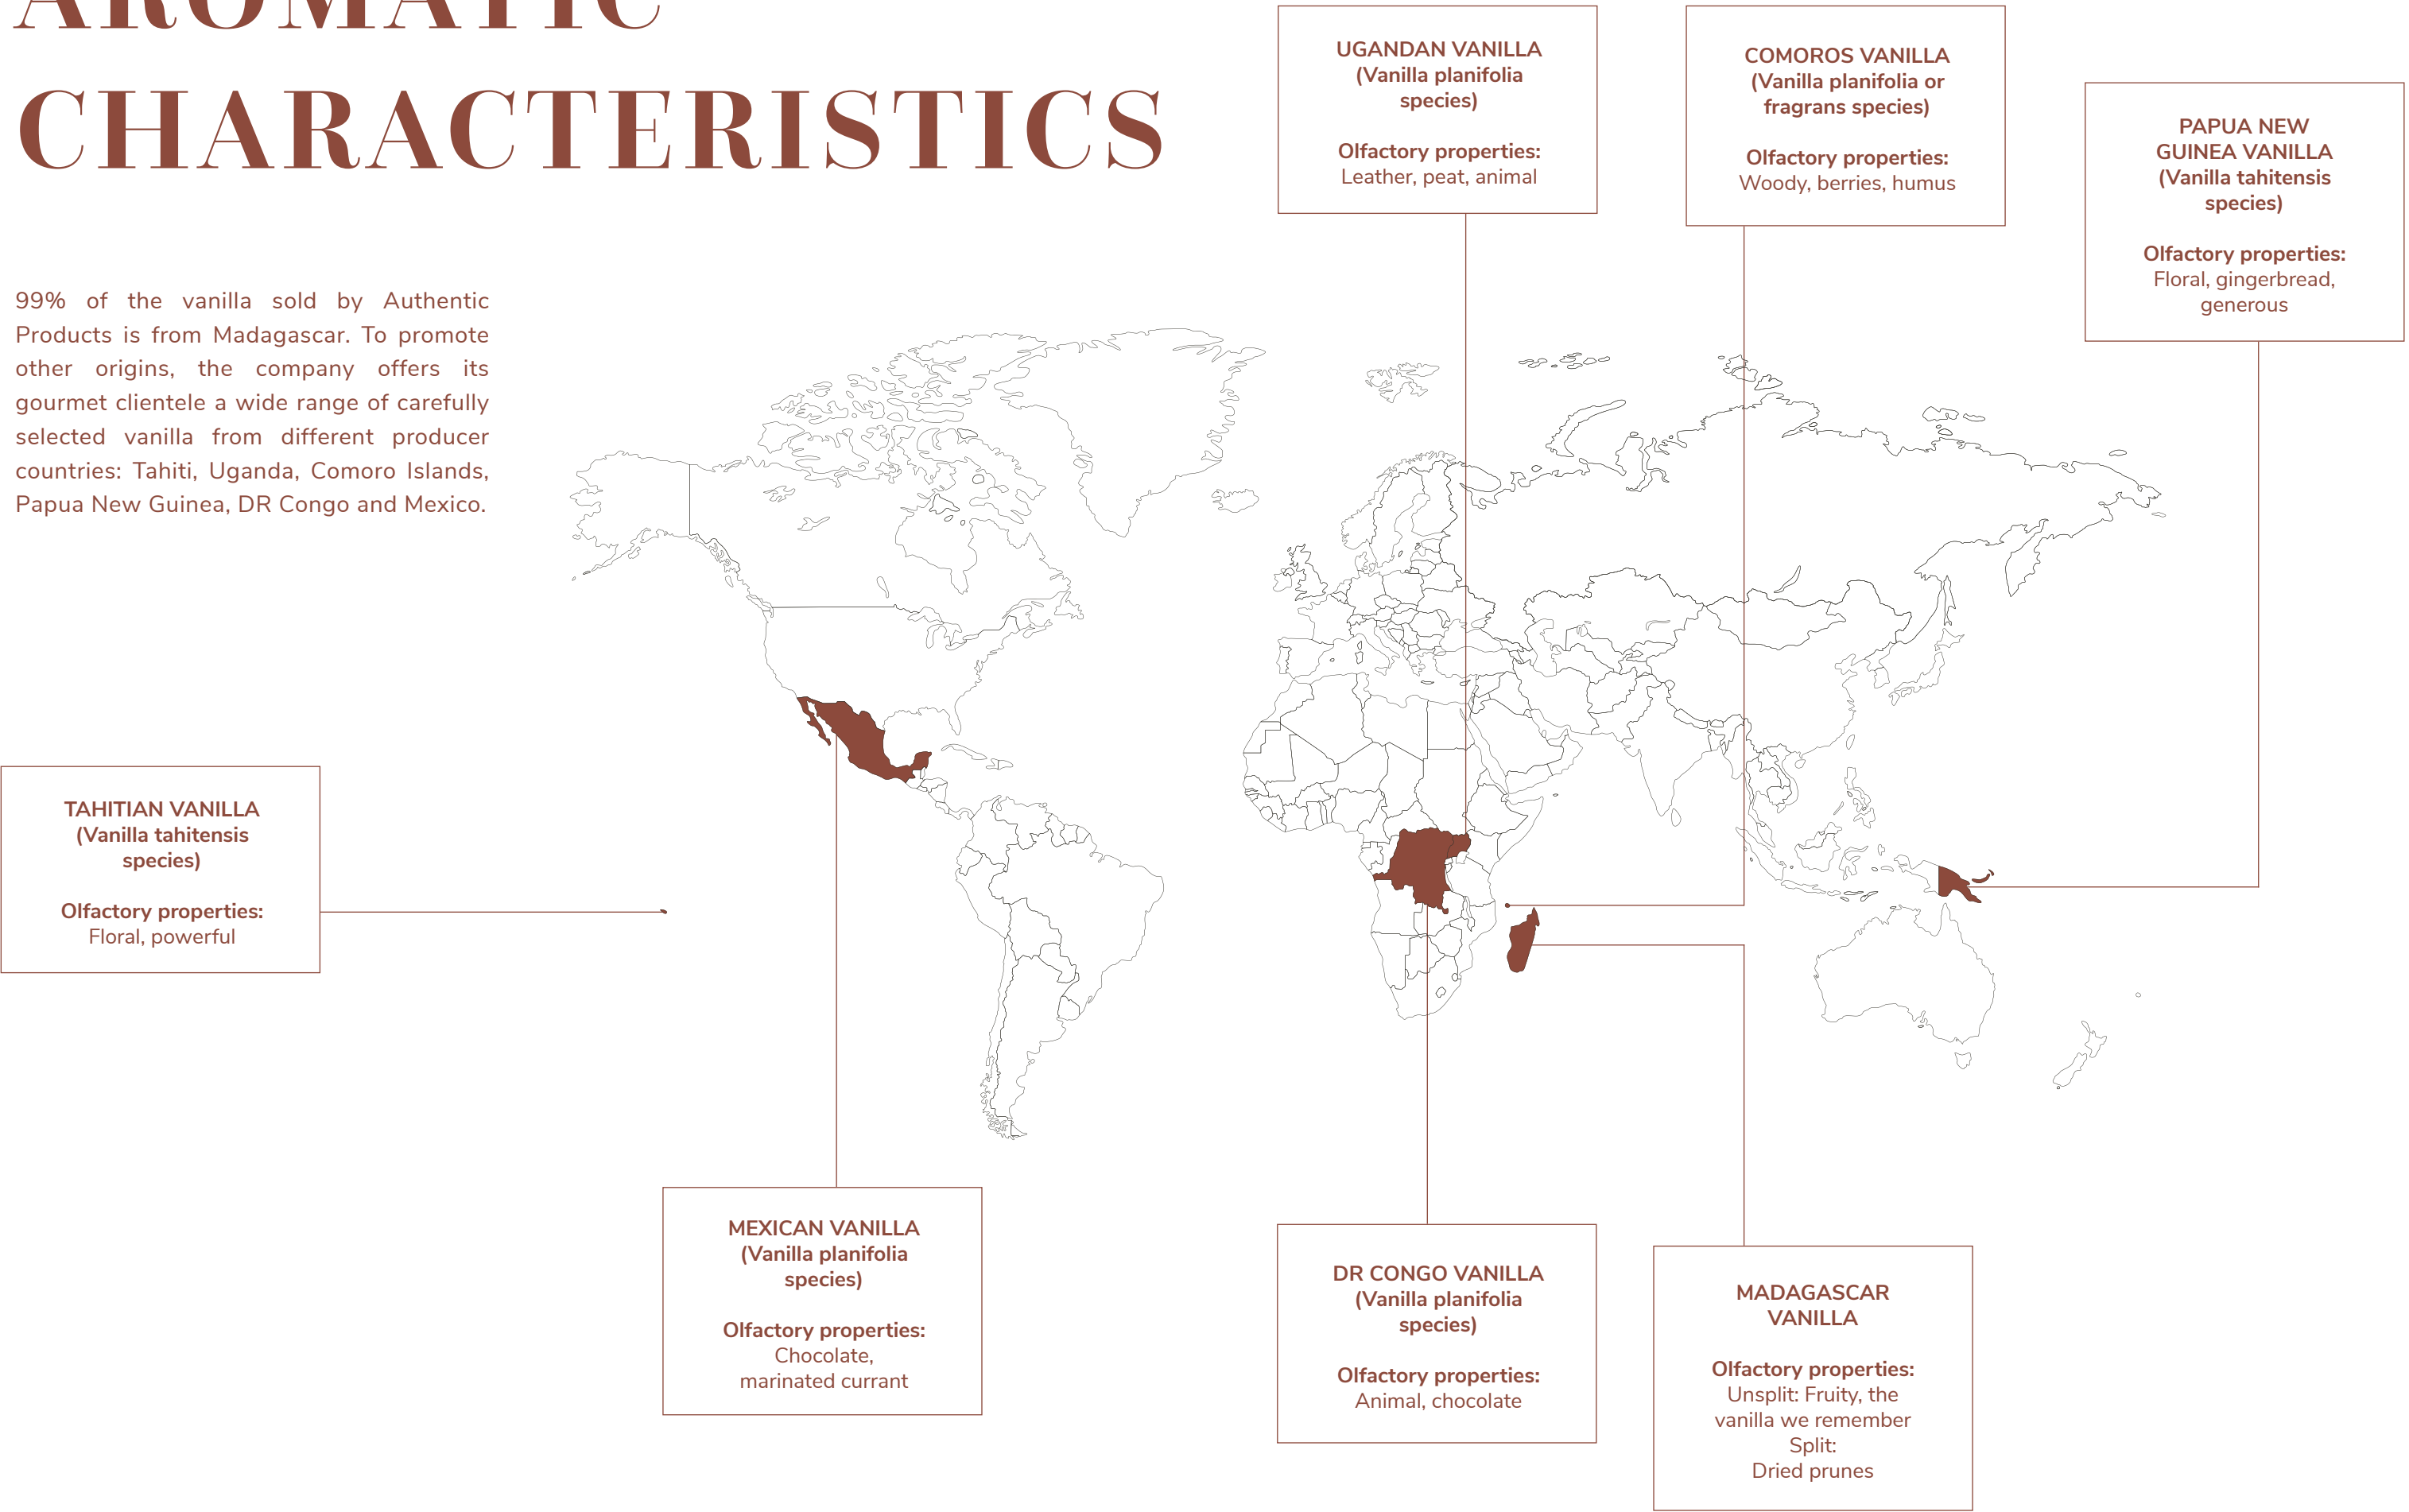 AROMATIC
CHARACTERISTICS
99% of the vanilla sold by Authentic
Products is from Madagascar. To promote
other origins, the company offers its
gourmet clientele a wide range of carefully
selected vanilla from different producer
countries: Tahiti, Uganda, Comoro Islands,
Papua New Guinea, DR Congo and Mexico.
UGANDAN VANILLA
(Vanilla planifolia
species)
Olfactory properties:
Leather, peat, animal
COMOROS VANILLA
(Vanilla planifolia or
fragrans species)
Olfactory properties:
Woody, berries, humus
PAPUA NEW
GUINEA VANILLA
(Vanilla tahitensis
species)
Olfactory properties:
Floral, gingerbread,
generous
TAHITIAN VANILLA
(Vanilla tahitensis
species)
Olfactory properties:
Floral, powerful
MEXICAN VANILLA
(Vanilla planifolia
species)
Olfactory properties:
Chocolate,
marinated currant
DR CONGO VANILLA
(Vanilla planifolia
species)
Olfactory properties:
Animal, chocolate
MADAGASCAR
VANILLA
Olfactory properties:
Unsplit: Fruity, the
vanilla we remember
Split:
Dried prunes